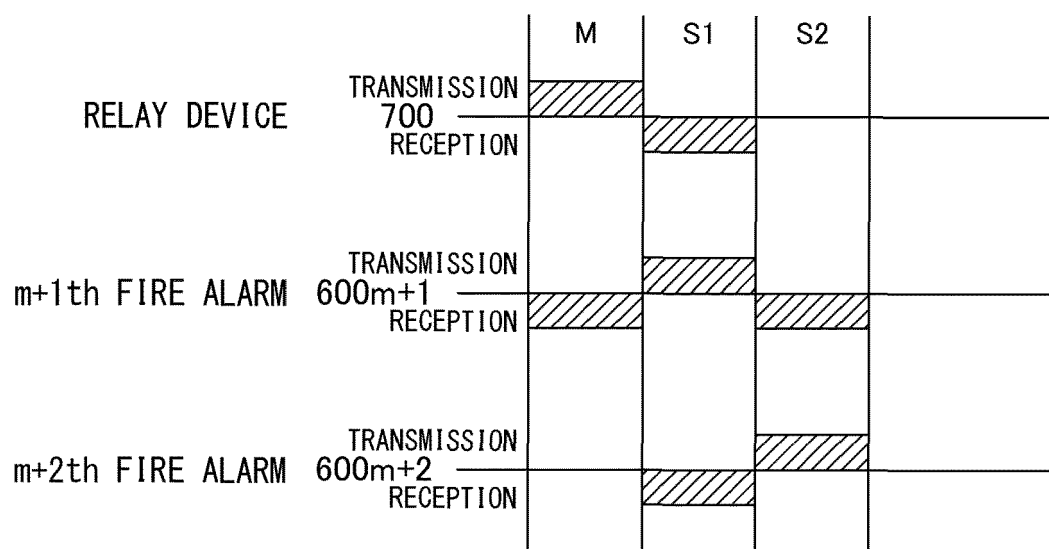 M S1 S2
TRANSMISSION
RELAY DEVICE 700
RECEPTION
TRANSMISSION
m+1th FIRE ALARM 600m+1
RECEPTION
TRANSMISSION
m+2th FIRE ALARM 600m+2
RECEPTION